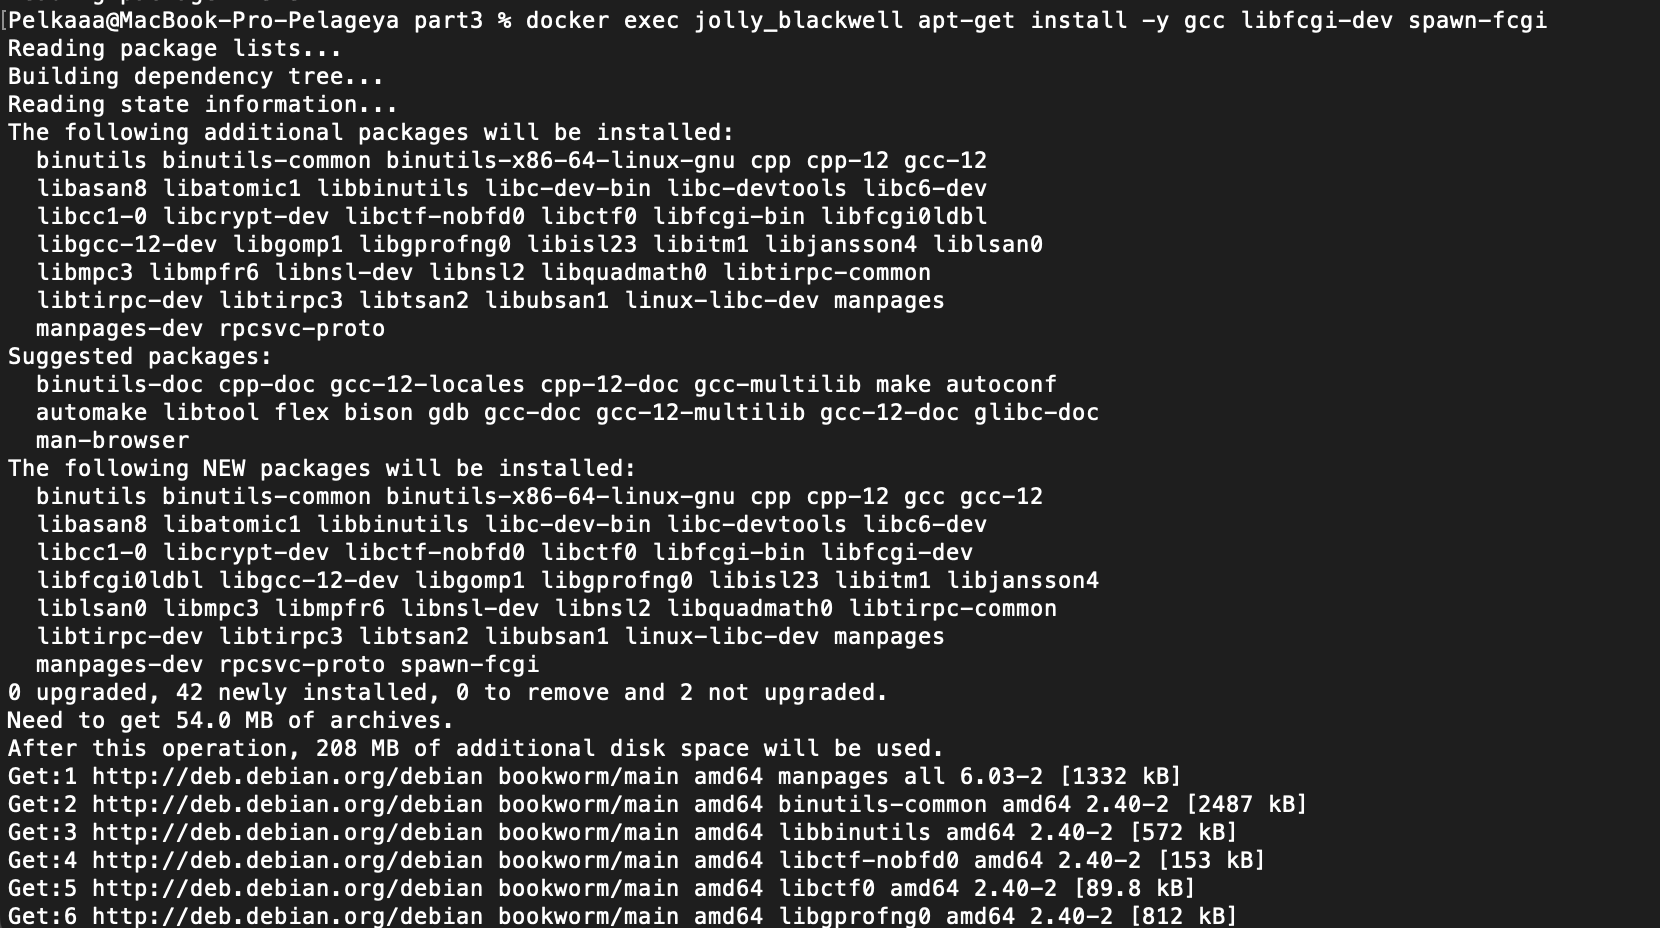 [Pelkaaa@MacBook-Pro-Pelageya part3 % docker exec jolly_blackwell apt-get install -y gcc libfcgi-dev spawn-fcgi
Reading package lists...
Building dependency tree...
Reading state information...
The following additional packages will be installed:
  binutils binutils-common binutils-x86-64-linux-gnu cpp cpp-12 gcc-12
  libasan8 libatomic1 libbinutils libc-dev-bin libc-devtools libc6-dev
  libcc1-0 libcrypt-dev libctf-nobfd0 libctf0 libfcgi-bin libfcgi0ldbl
  libgcc-12-dev libgomp1 libgprofng0 libisl23 libitm1 libjansson4 liblsan0
  libmpc3 libmpfr6 libnsl-dev libnsl2 libquadmath0 libtirpc-common
  libtirpc-dev libtirpc3 libtsan2 libubsan1 linux-libc-dev manpages
  manpages-dev rpcsvc-proto
Suggested packages:
  binutils-doc cpp-doc gcc-12-locales cpp-12-doc gcc-multilib make autoconf
  automake libtool flex bison gdb gcc-doc gcc-12-multilib gcc-12-doc glibc-doc
  man-browser
The following NEW packages will be installed:
  binutils binutils-common binutils-x86-64-linux-gnu cpp cpp-12 gcc gcc-12
  libasan8 libatomic1 libbinutils libc-dev-bin libc-devtools libc6-dev
  libcc1-0 libcrypt-dev libctf-nobfd0 libctf0 libfcgi-bin libfcgi-dev
  libfcgi0ldbl libgcc-12-dev libgomp1 libgprofng0 libisl23 libitm1 libjansson4
  liblsan0 libmpc3 libmpfr6 libnsl-dev libnsl2 libquadmath0 libtirpc-common
  libtirpc-dev libtirpc3 libtsan2 libubsan1 linux-libc-dev manpages
  manpages-dev rpcsvc-proto spawn-fcgi
0 upgraded, 42 newly installed, 0 to remove and 2 not upgraded.
Need to get 54.0 MB of archives.
After this operation, 208 MB of additional disk space will be used.
Get:1 http://deb.debian.org/debian bookworm/main amd64 manpages all 6.03-2 [1332 kB]
Get:2 http://deb.debian.org/debian bookworm/main amd64 binutils-common amd64 2.40-2 [2487 kB]
Get:3 http://deb.debian.org/debian bookworm/main amd64 libbinutils amd64 2.40-2 [572 kB]
Get:4 http://deb.debian.org/debian bookworm/main amd64 libctf-nobfd0 amd64 2.40-2 [153 kB]
Get:5 http://deb.debian.org/debian bookworm/main amd64 libctf0 amd64 2.40-2 [89.8 kB]
Get:6 http://deb.debian.org/debian bookworm/main amd64 libgprofng0 amd64 2.40-2 [812 kB]